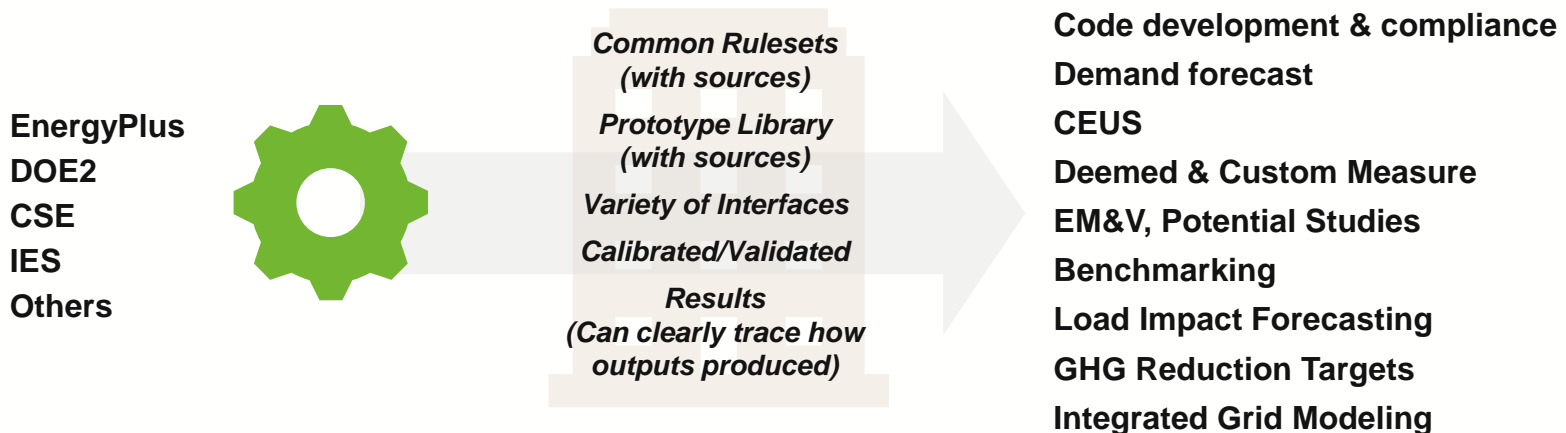 EnergyPlus
DOE2
CSE
IES
Others
Common Rulesets
(with sources)
Prototype Library
(with sources)
Variety of Interfaces
Calibrated/Validated
Results
(Can clearly trace how
outputs produced)
Code development & compliance
Demand forecast
CEUS
Deemed & Custom Measure
EM&V, Potential Studies
Benchmarking
Load Impact Forecasting
GHG Reduction Targets
Integrated Grid Modeling